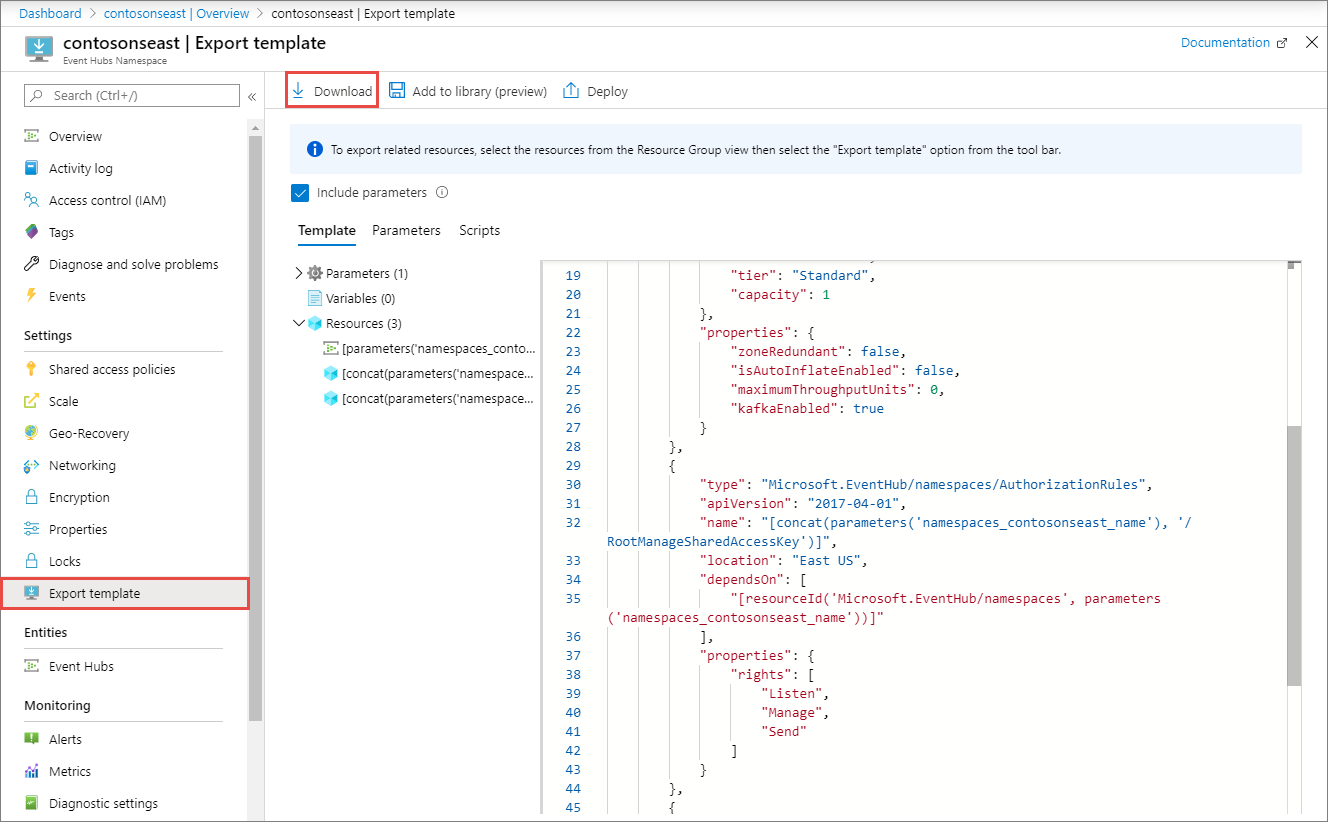 Dashboard > contosonseast | Overview > contosonseast | Export template
contosonseast | Export template
Event Hubs Namespace
Documentation
Search (Ctrl+/)
«
Overview
Activity log
Access control (IAM)
Tags
Diagnose and solve problems
Events
Settings
Shared access policies
Scale
Geo-Recovery
Networking
Encryption
Properties
Locks
Export template
Entities
Event Hubs
Monitoring
Alerts
Metrics
Diagnostic settings
Download
Add to library (preview)
Deploy
To export related resources, select the resources from the Resource Group view then select the "Export template" option from the tool bar.
Include parameters
Template Parameters Scripts
Parameters (1)
Variables (0)
Resources (3)
[parameters('namespaces_conto...
[concat(parameters('namespace...
[concat(parameters('namespace...
19 "tier": "Standard",
20 "capacity": 1
21 },
22 "properties": {
23 "zoneRedundant": false,
24 "isAutoInflateEnabled": false,
25 "maximumThroughputUnits": 0,
26 "kafkaEnabled": true
27 }
28 },
29 {
30 "type": "Microsoft.EventHub/namespaces/AuthorizationRules",
31 "apiVersion": "2017-04-01",
32 "name": "[concat(parameters('namespaces_contosonseast_name'), '/
RootManageSharedAccessKey')]",
33 "location": "East US",
34 "dependsOn": [
35 "[resourceId('Microsoft.EventHub/namespaces', parameters
('namespaces_contosonseast_name'))]"
36 ],
37 "properties": {
38 "rights": [
39 "Listen",
40 "Manage",
41 "Send"
42 ]
43 }
44 },
45 {